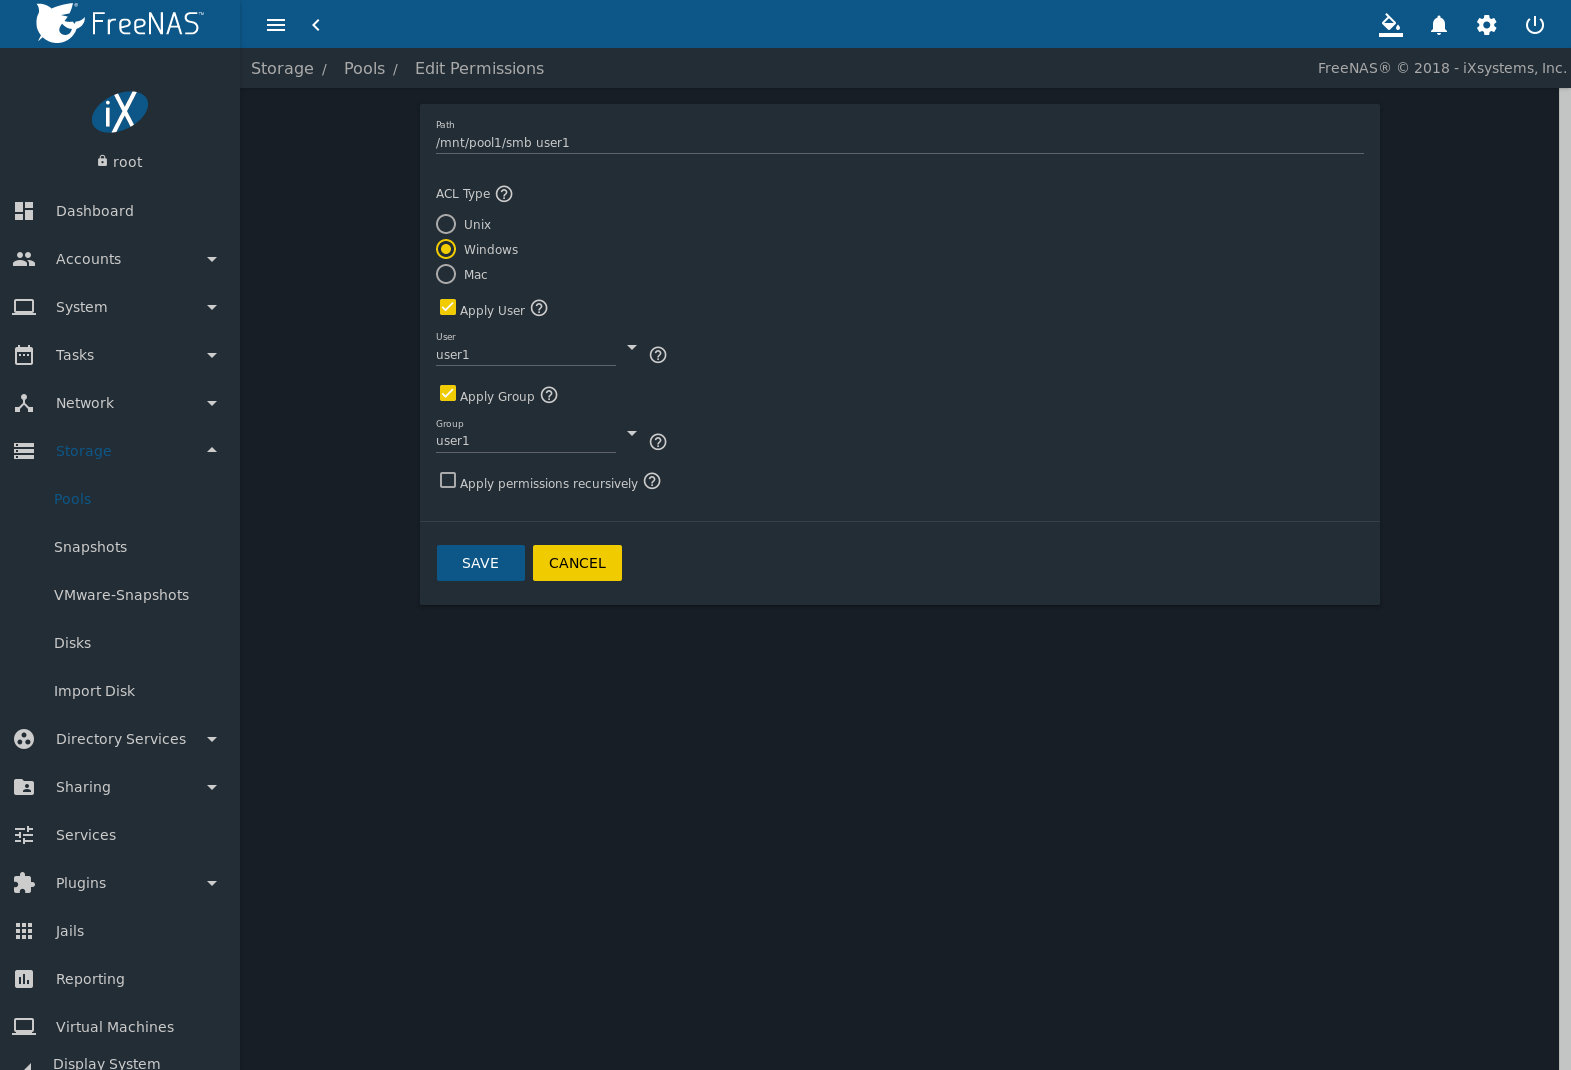 FreeNAS™
Storage / Pools / Edit Permissions
FreeNAS® © 2018 - iXsystems, Inc.
iX
root
Dashboard
Accounts
System
Tasks
Network
Storage
Pools
Snapshots
VMware-Snapshots
Disks
Import Disk
Directory Services
Sharing
Services
Plugins
Jails
Reporting
Virtual Machines
Display System
Path
/mnt/pool1/smb user1
ACL Type
Unix
Windows
Mac
Apply User
User
user1
Apply Group
Group
user1
Apply permissions recursively
SAVE CANCEL